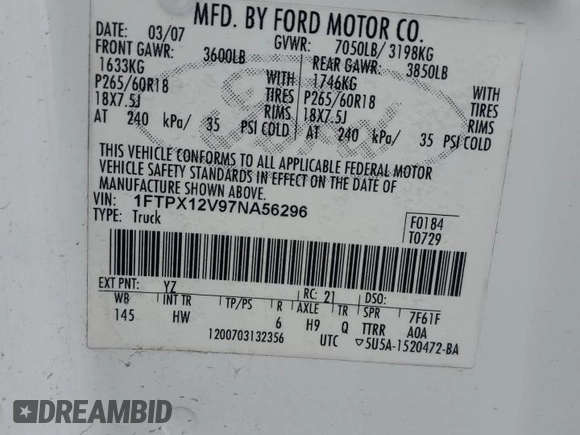 MFD. BY FORD MOTOR CO.
03/07 GVWR: 7050LB/ 3198KG
FRONT GAWR: 3600LB REAR GAWR: 3850LB
1633KG WITH 1746KG WITH
P265/60R18 TIRES P265/60R18 TIRES
18X7.5J RIMS 18X7.5J RIMS
AT 240 kPa/ 35 PSI COLD AT 240 kPa/ 35 PSI COLD
Ford
THIS VEHICLE CONFORMS TO ALL APPLICABLE FEDERAL MOTOR
VEHICLE SAFETY STANDARDS IN EFFECT ON THE DATE OF
MANUFACTURE SHOWN ABOVE.
VIN: 1FTPX12V97NA56296
TYPE: Truck
F0184
T0729
EXT PNT: YZ RC: 21 DSO:
WB INT TR TP/PS R AXLE TR SPR 7F61F
145 HW 6 H9 Q TTRR AOA
1200703132356 UTC ▽5U5A-1520472-BA
DREAMBID